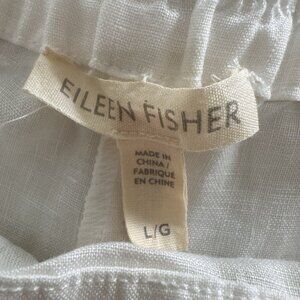 EILEEN FISHER
MADE IN
CHINA /
FABRIQUÉ
EN CHINE
L/G